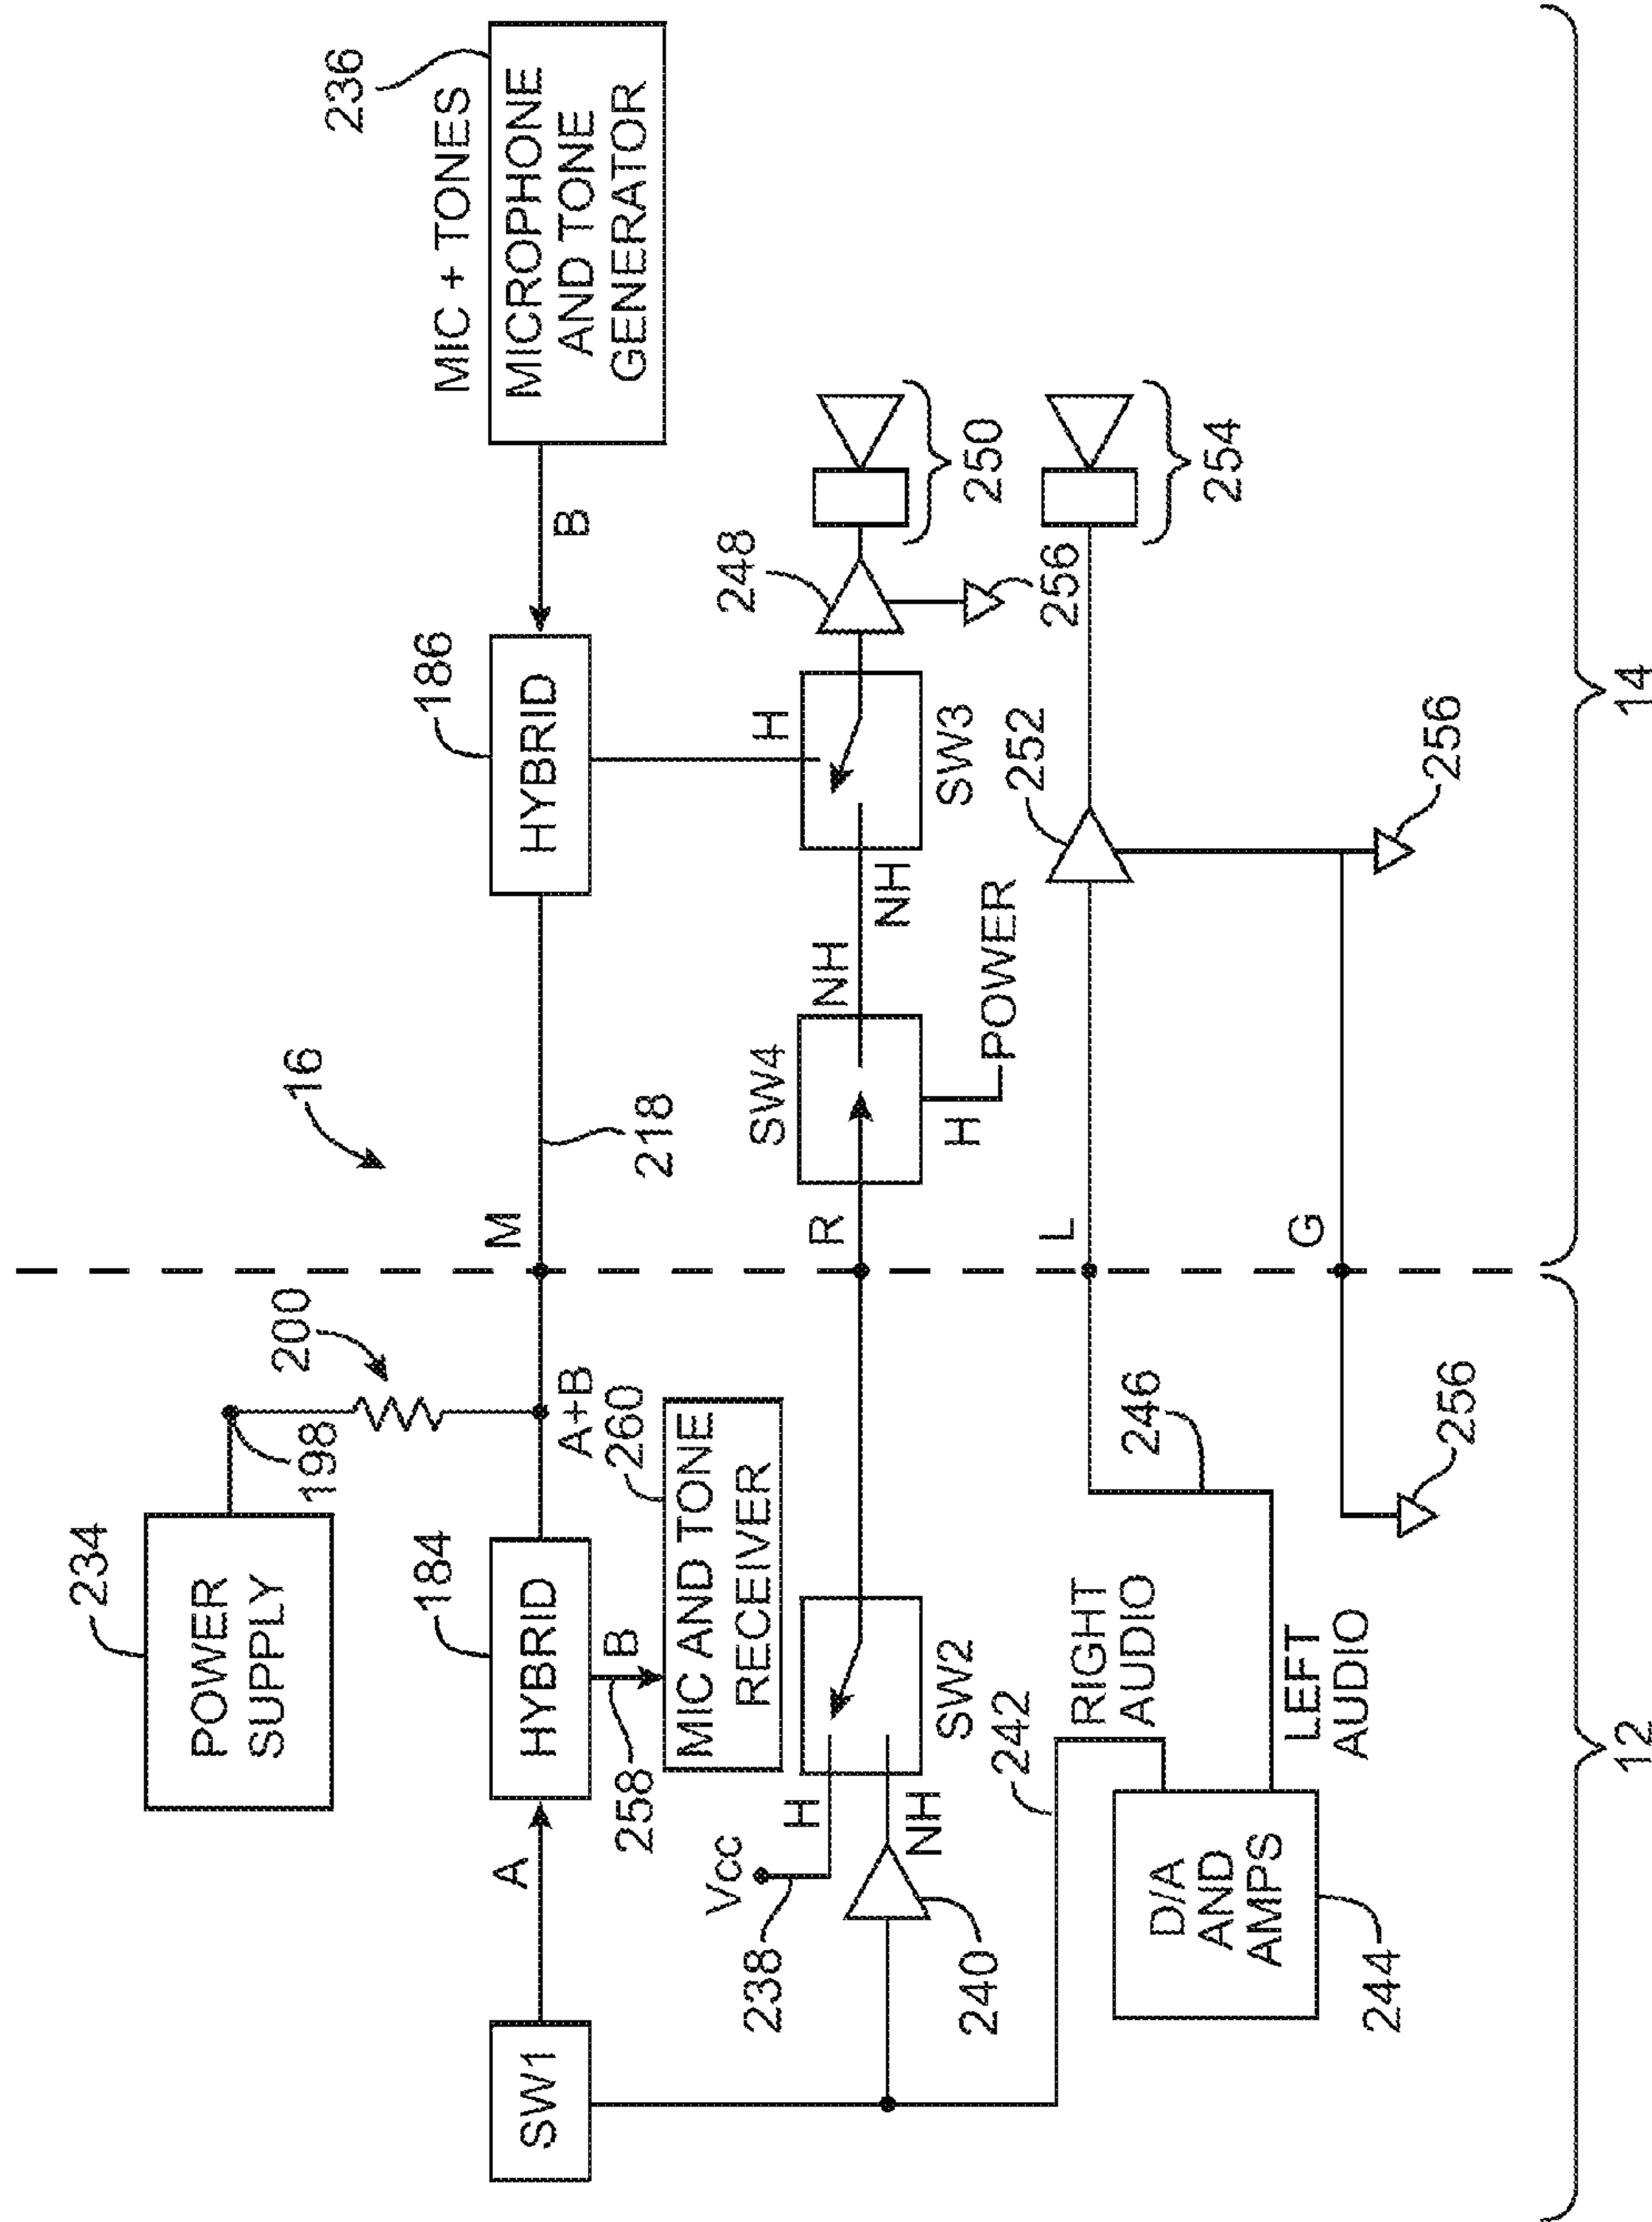 234
POWER
SUPPLY
198
200
16
236
MIC + TONES
MICROPHONE
AND TONE
GENERATOR
SW1
A
184
HYBRID
A+B
M
218
186
HYBRID
B
258
B
260
MIC AND TONE
RECEIVER
Vcc
238
H
NH
240
SW2
R
SW4
NH
H
POWER
NH
H
SW3
248
256
250
242
RIGHT
AUDIO
D/A
AND
AMPS
244
LEFT
AUDIO
246
L
252
254
G
256
256
12
14